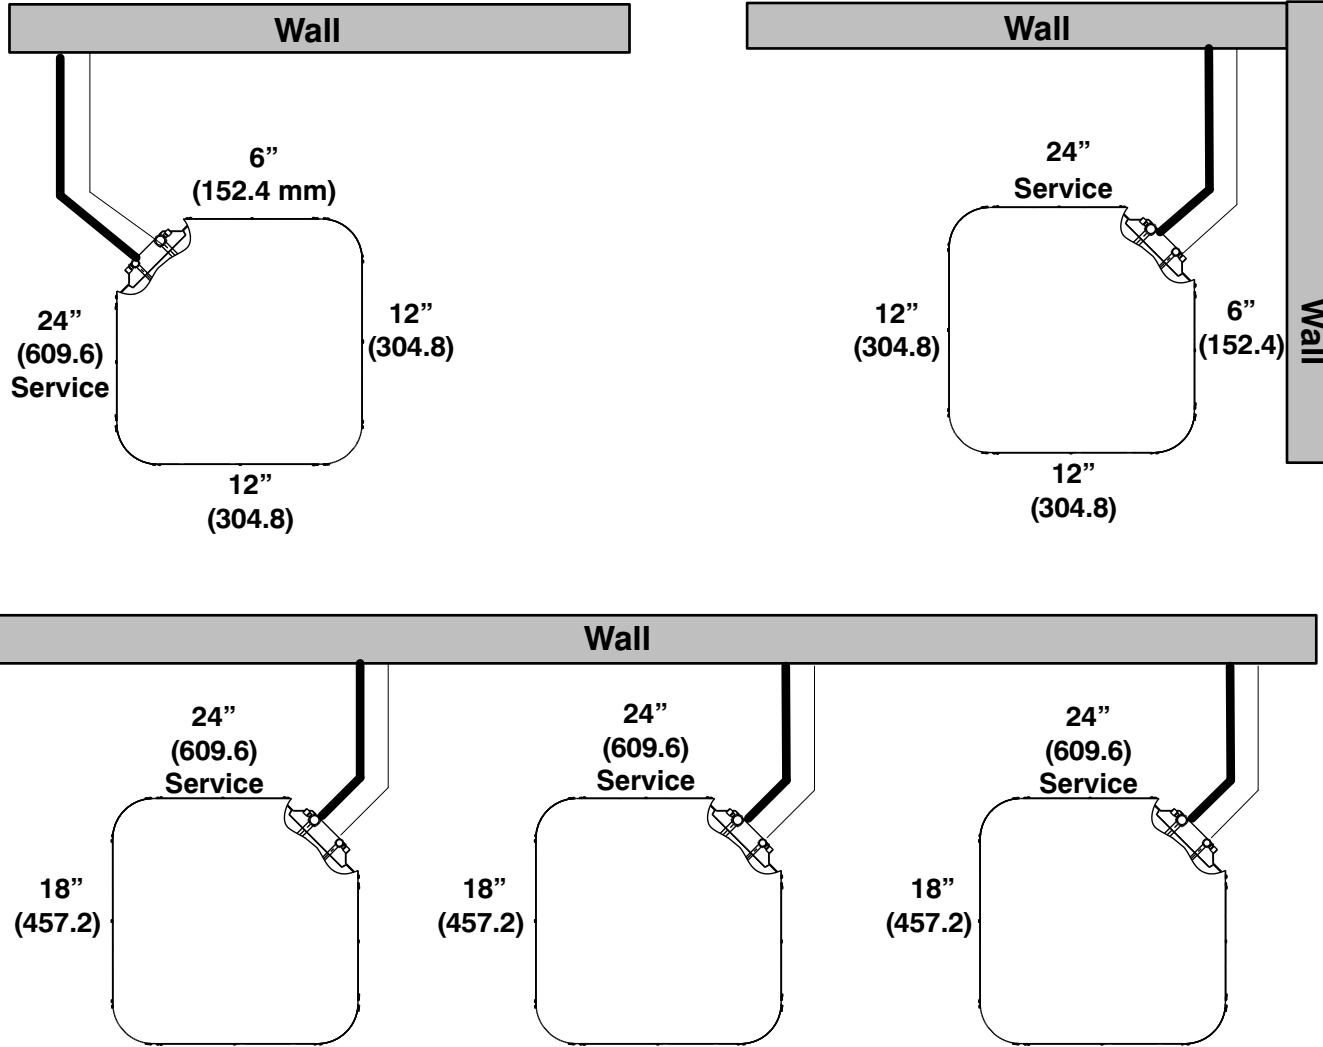 Wall
6”
(152.4 mm)
24”
(609.6)
Service
12”
(304.8)
12”
(304.8)
Wall
24”
Service
12”
(304.8)
6”
(152.4)
Wall
12”
(304.8)
Wall
24”
(609.6)
Service
24”
(609.6)
Service
24”
(609.6)
Service
18”
(457.2)
18”
(457.2)
18”
(457.2)